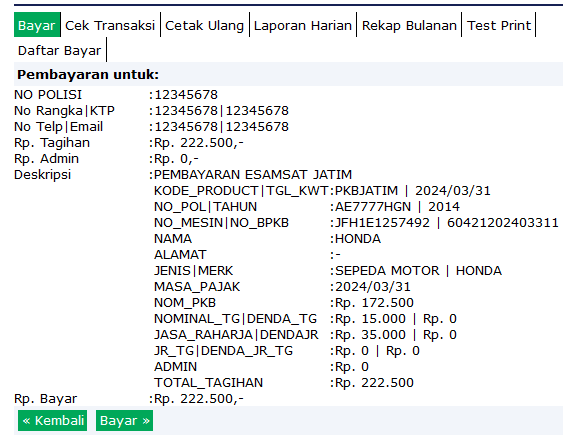 Bayar Cek Transaksi Cetak Ulang Laporan Harian Rekap Bulanan Test Print
Daftar Bayar
Pembayaran untuk:
NO POLISI :12345678
No Rangka|KTP :12345678|12345678
No Telp|Email :12345678|12345678
Rp. Tagihan :Rp. 222.500,-
Rp. Admin :Rp. 0,-
Deskripsi :PEMBAYARAN ESAMSAT JATIM
KODE_PRODUCT|TGL_KWT:PKBJATIM | 2024/03/31
NO_POL|TAHUN :AE7777HGN | 2014
NO_MESIN|NO_BPKB :JFH1E1257492 | 60421202403311
NAMA :HONDA
ALAMAT :-
JENIS|MERK :SEPEDA MOTOR | HONDA
MASA_PAJAK :2024/03/31
NOM_PKB :Rp. 172.500
NOMINAL_TG|DENDA_TG :Rp. 15.000 | Rp. 0
JASA_RAHARJA|DENDAJR :Rp. 35.000 | Rp. 0
JR_TG|DENDA_JR_TG :Rp. 0 | Rp. 0
ADMIN :Rp. 0
TOTAL_TAGIHAN :Rp. 222.500
Rp. Bayar :Rp. 222.500,-
« Kembali Bayar »